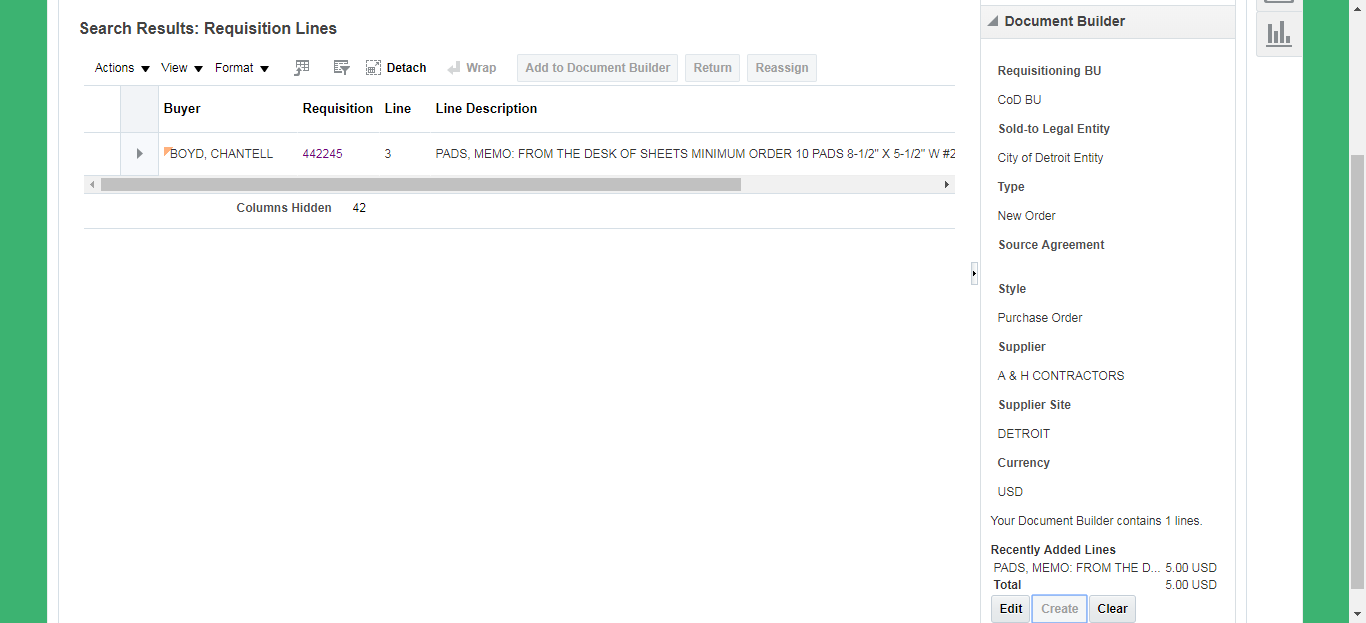 Search Results: Requisition Lines
Actions View Format Detach Wrap Add to Document Builder Return Reassign
Buyer Requisition Line Line Description
BOYD, CHANTELL 442245 3 PADS, MEMO: FROM THE DESK OF SHEETS MINIMUM ORDER 10 PADS 8-1/2" X 5-1/2" W #2
Columns Hidden 42
Document Builder
Requisitioning BU
CoD BU
Sold-to Legal Entity
City of Detroit Entity
Type
New Order
Source Agreement
Style
Purchase Order
Supplier
A & H CONTRACTORS
Supplier Site
DETROIT
Currency
USD
Your Document Builder contains 1 lines.
Recently Added Lines
PADS, MEMO: FROM THE D... 5.00 USD
Total 5.00 USD
Edit Create Clear